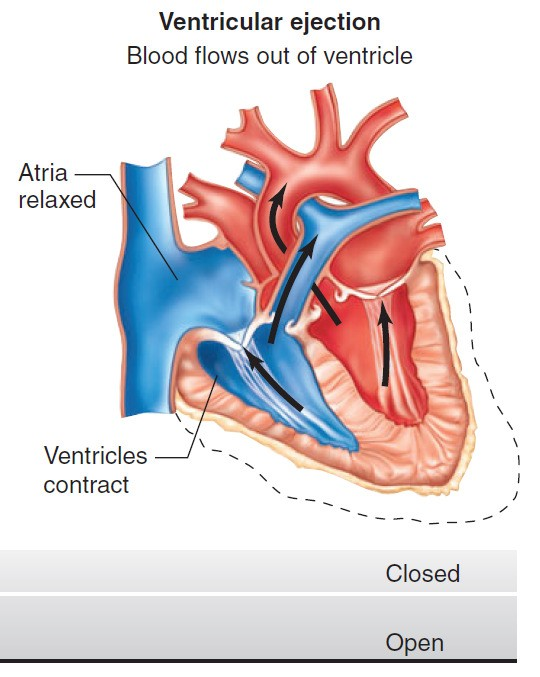 Ventricular ejection
Blood flows out of ventricle
Atria
relaxed
Ventricles
contract
Closed
Open